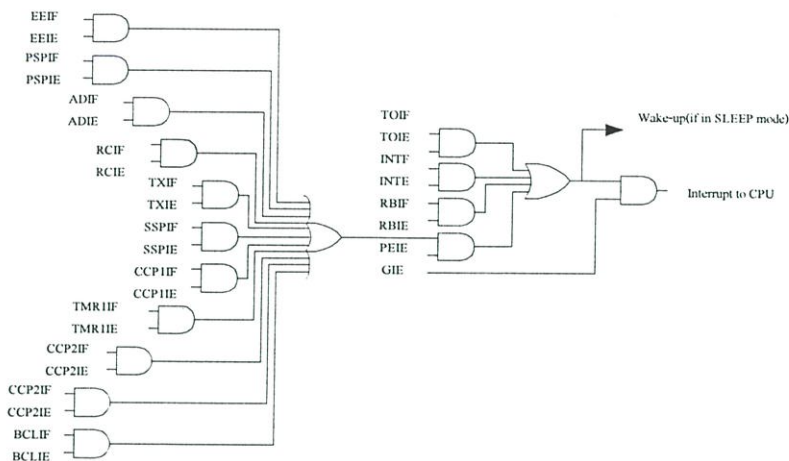 EEIF
EEIE
PSPIF
PSPIE
ADIF
ADIE
RCIF
RCIE
TXIF
TXIE
SSPIF
SSPIE
CCP1IF
CCP1IE
TMR1IF
TMR1IE
CCP2IF
CCP2IE
CCP2IF
CCP2IE
BCLIF
BCLIE
TOIF
TOIE
INTF
INTE
RBIF
RBIE
PEIE
GIE
Wake-up(if in SLEEP mode)
Interrupt to CPU